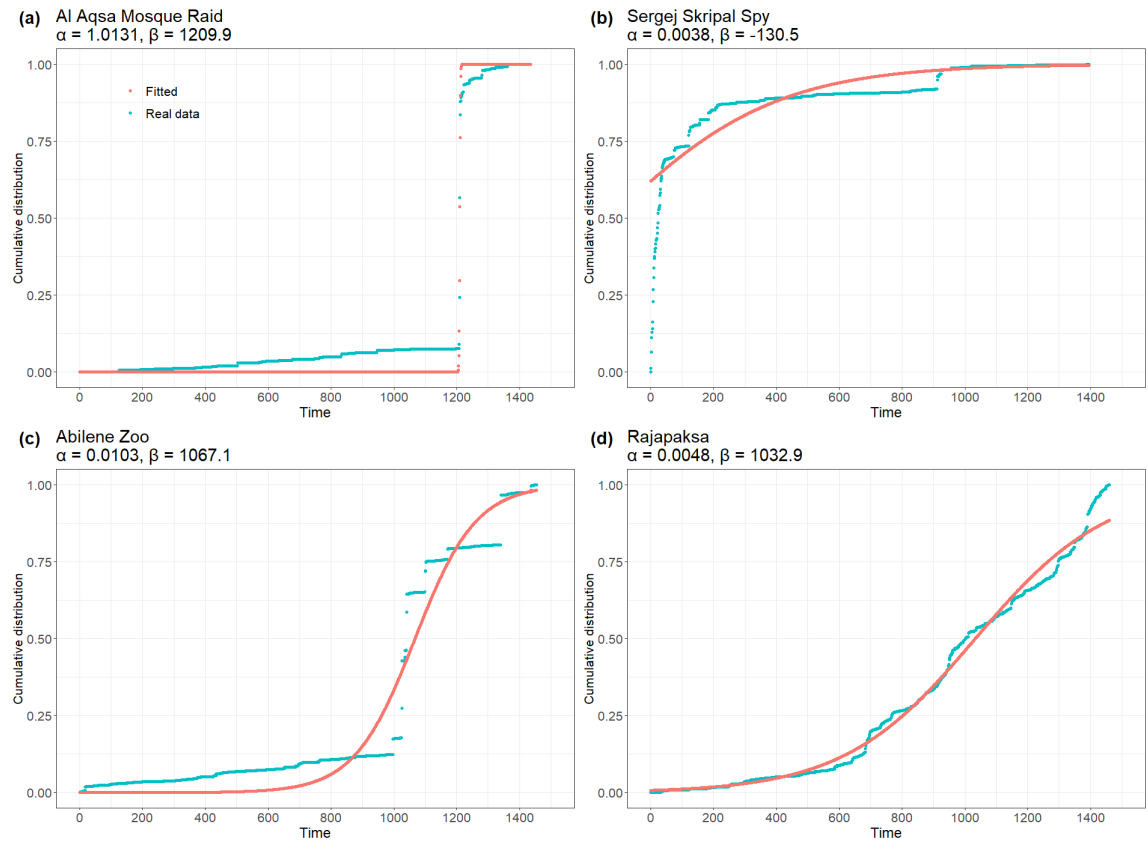 (a) Al Aqsa Mosque Raid
α = 1.0131, β = 1209.9
Cumulative distribution
1.00
0.75
0.50
0.25
0.00
Fitted
Real data
0 200 400 600 800 1000 1200 1400
Time
(b) Sergej Skripal Spy
α = 0.0038, β = -130.5
Cumulative distribution
1.00
0.75
0.50
0.25
0.00
0 200 400 600 800 1000 1200 1400
Time
(c) Abilene Zoo
α = 0.0103, β = 1067.1
Cumulative distribution
1.00
0.75
0.50
0.25
0.00
0 200 400 600 800 1000 1200 1400
Time
(d) Rajapaksa
α = 0.0048, β = 1032.9
Cumulative distribution
1.00
0.75
0.50
0.25
0.00
0 200 400 600 800 1000 1200 1400
Time